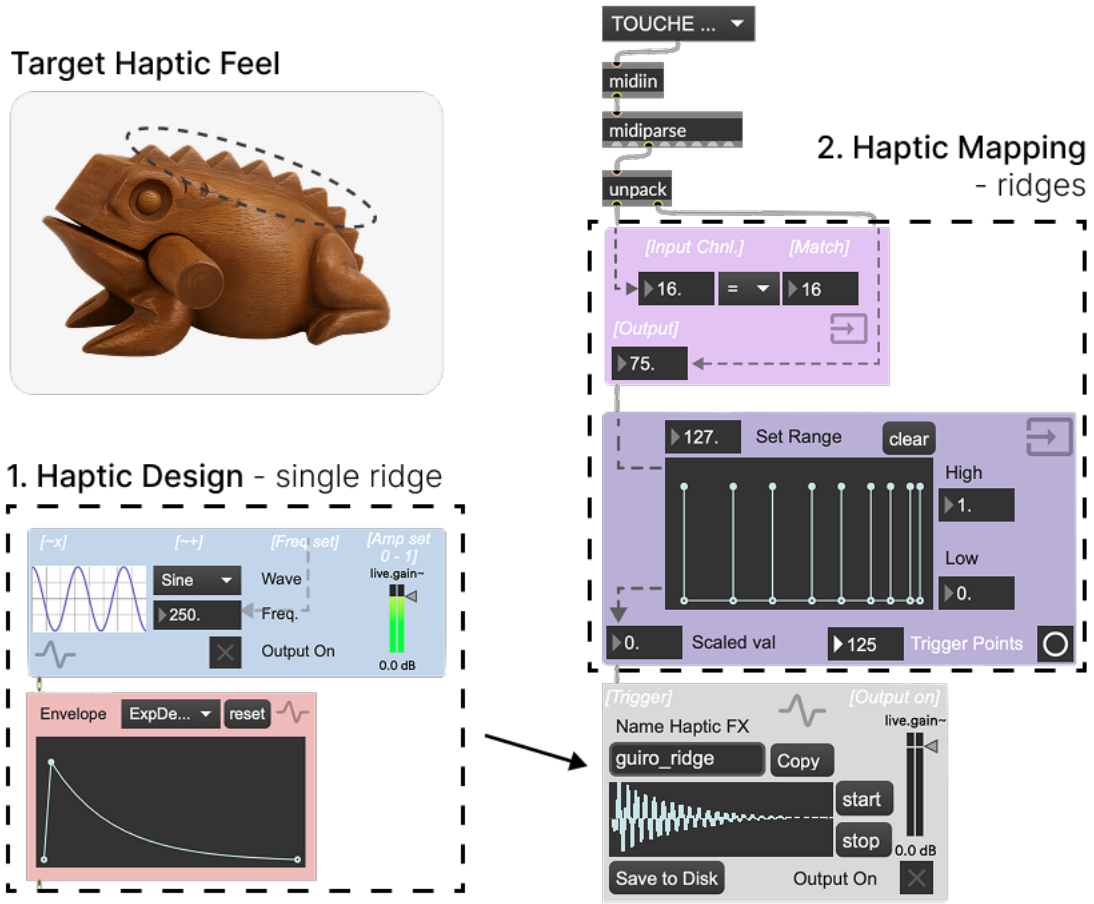 Target Haptic Feel
1. Haptic Design - single ridge
[~x]
[~+]
[Freq set]
[Amp set
0 - 1]
live.gain~
Sine
Wave
250.
Freq.
Output On
0.0 dB
Envelope
ExpDe...
reset
TOUCHE ...
midiin
midiparse
unpack
2. Haptic Mapping
- ridges
[Input Chnl.]
[Match]
16.
=
16
[Output]
75.
127.
Set Range
clear
High
1.
Low
0.
0.
Scaled val
125
Trigger Points
[Trigger]
[Output on]
Name Haptic FX
live.gain~
guiro_ridge
Copy
start
stop
0.0 dB
Save to Disk
Output On